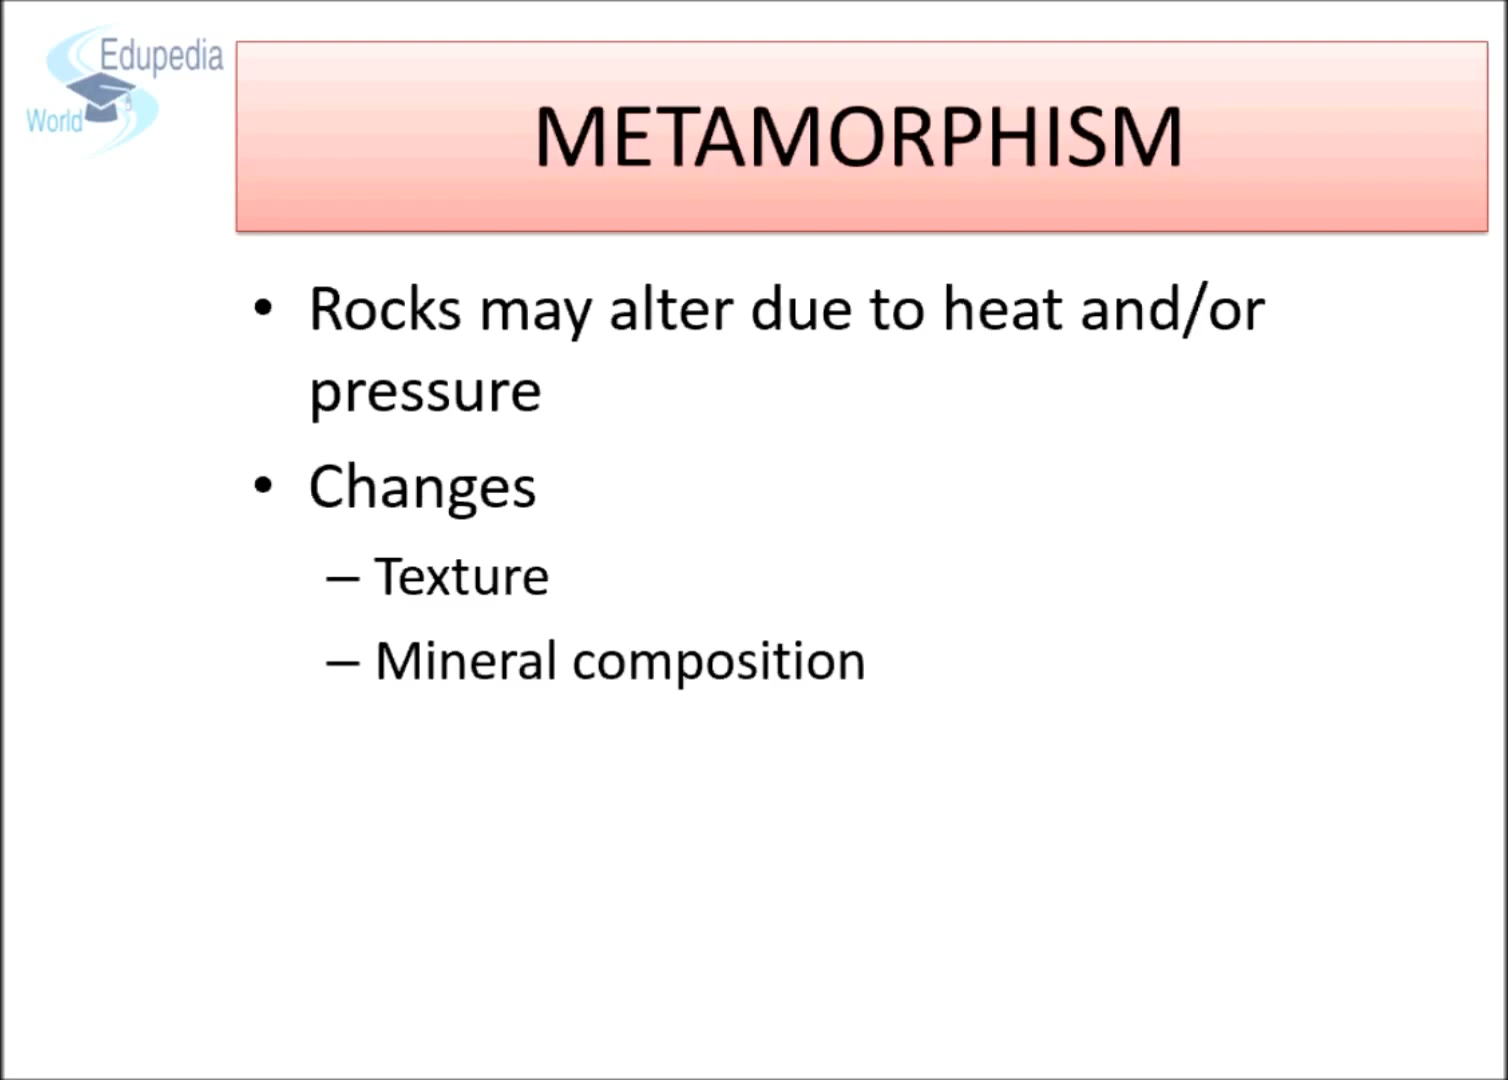 Edupedia
World
METAMORPHISM
• Rocks may alter due to heat and/or
pressure
• Changes
– Texture
– Mineral composition